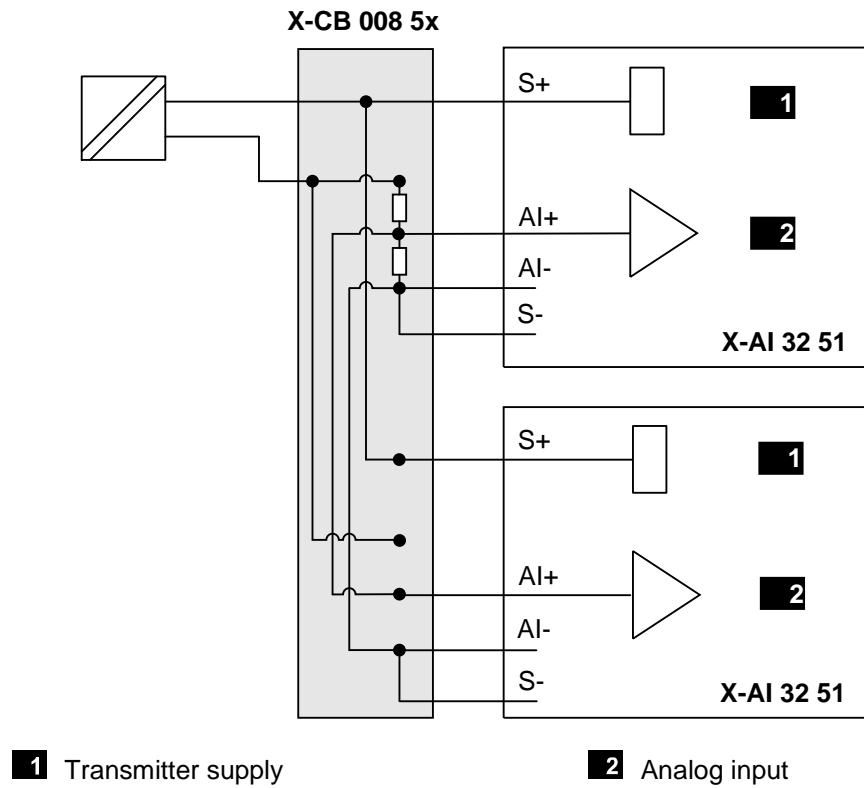 X-CB 008 5x
S+
1
AI+
2
AI-
S-
X-AI 32 51
S+
1
AI+
2
AI-
S-
X-AI 32 51
1 Transmitter supply
2 Analog input